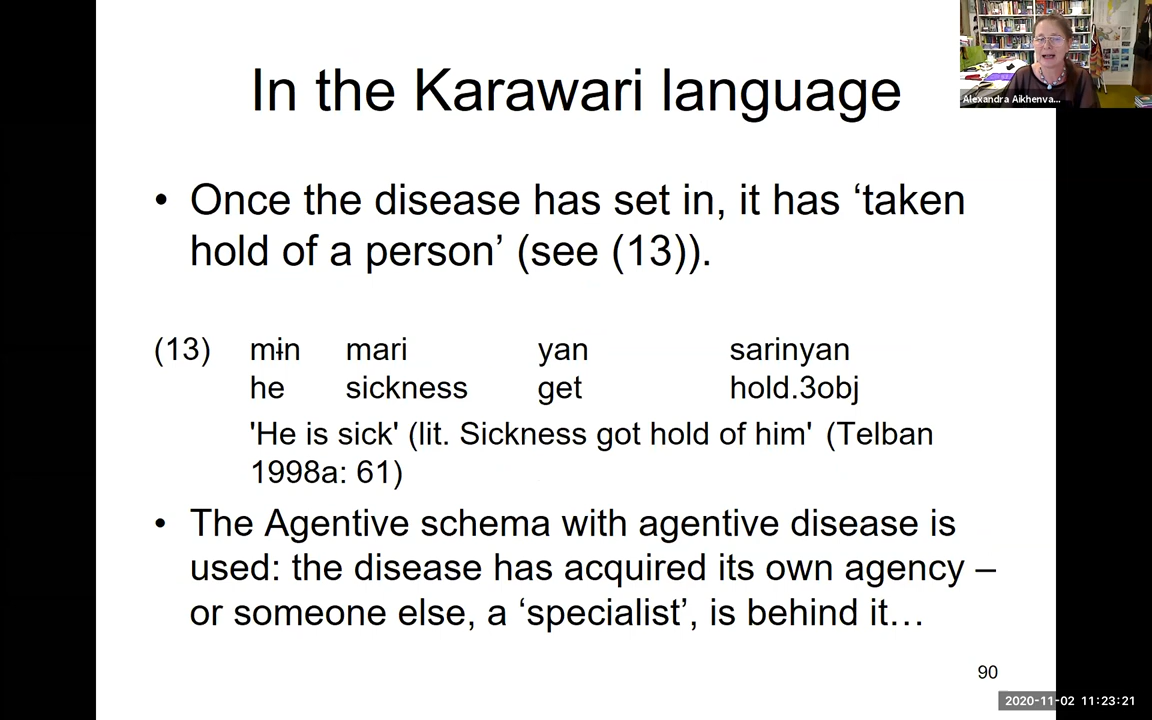 Alexandra Aikhenva...
In the Karawari language
• Once the disease has set in, it has ‘taken
hold of a person’ (see (13)).
(13) mɨn mari yan sarinyan
he sickness get hold.3obj
'He is sick' (lit. Sickness got hold of him' (Telban
1998a: 61)
• The Agentive schema with agentive disease is
used: the disease has acquired its own agency –
or someone else, a ‘specialist’, is behind it…
90
2020-11-02 11:23:21